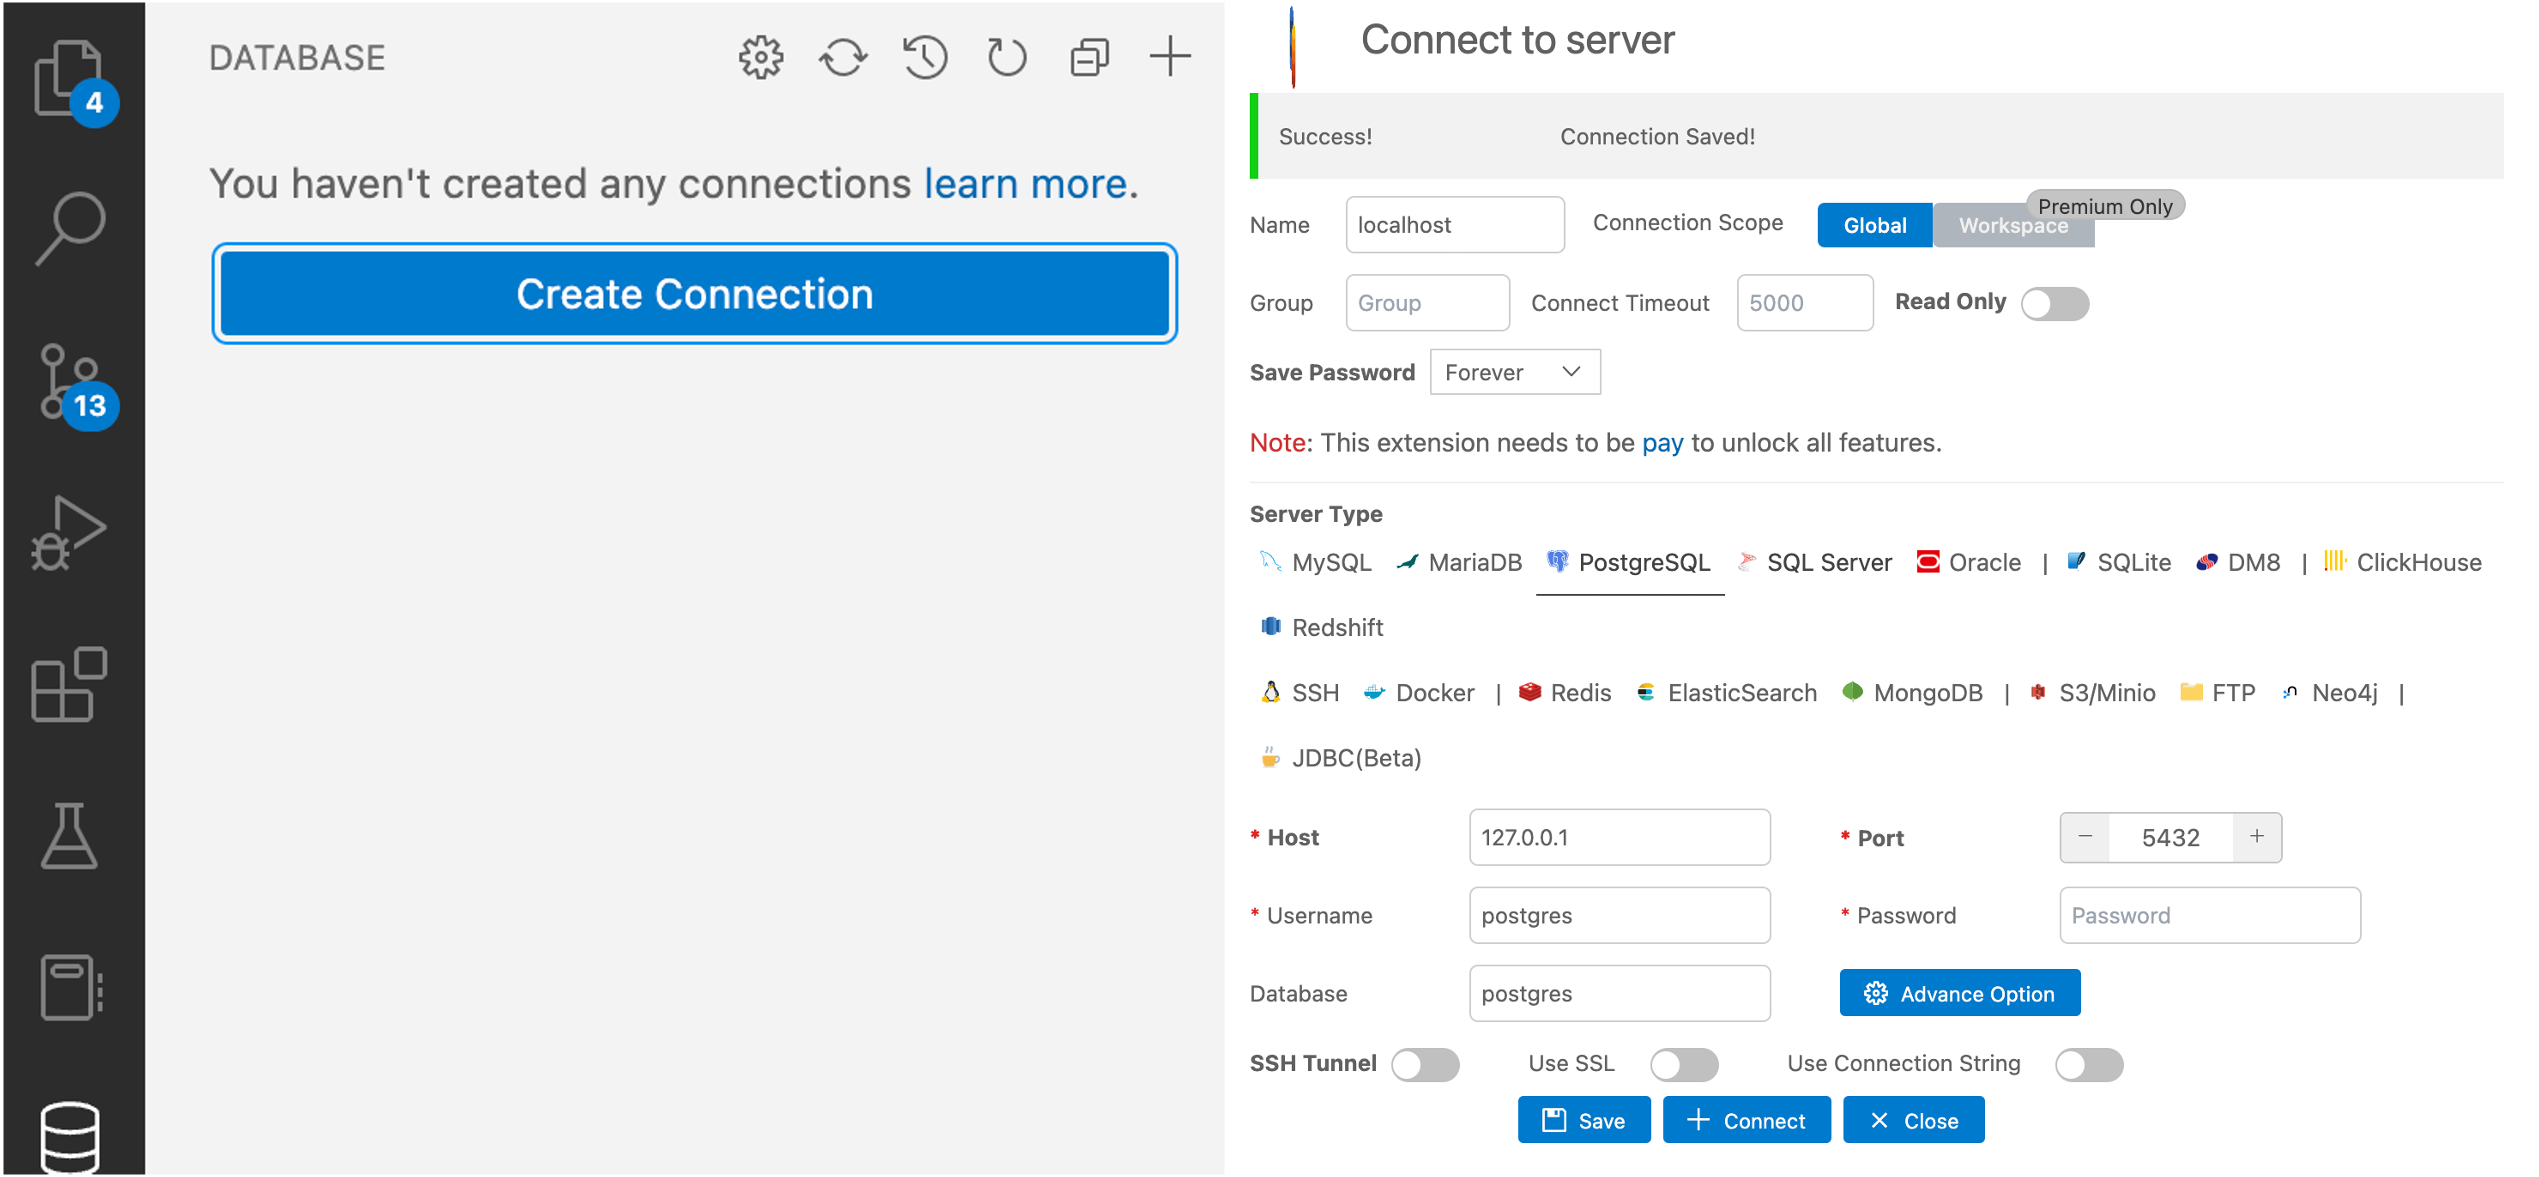 4
13
DATABASE
You haven't created any connections learn more.
Create Connection
Connect to server
Success! Connection Saved!
Premium Only
Name localhost Connection Scope Global Workspace
Group Group Connect Timeout 5000 Read Only
Save Password Forever
Note: This extension needs to be pay to unlock all features.
Server Type
MySQL MariaDB PostgreSQL SQL Server Oracle | SQLite DM8 | ClickHouse
Redshift
SSH Docker | Redis ElasticSearch MongoDB | S3/Minio FTP Neo4j |
JDBC(Beta)
* Host 127.0.0.1 * Port − 5432 +
* Username postgres * Password Password
Database postgres Advance Option
SSH Tunnel Use SSL Use Connection String
Save Connect Close